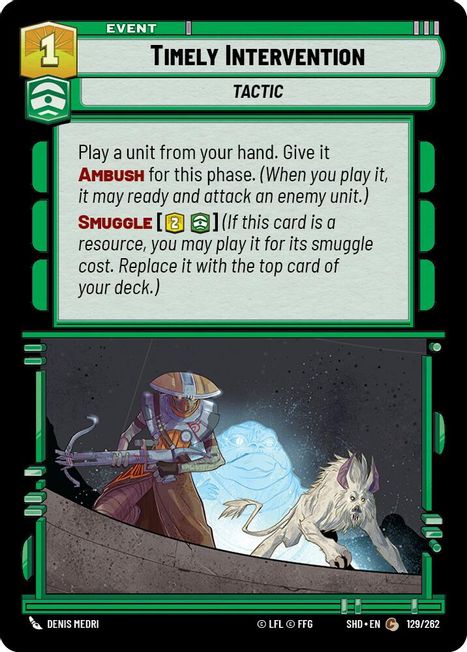 EVENT
1
TIMELY INTERVENTION
TACTIC
Play a unit from your hand. Give it
AMBUSH for this phase. (When you play it,
it may ready and attack an enemy unit.)
SMUGGLE [2] (If this card is a
resource, you may play it for its smuggle
cost. Replace it with the top card of
your deck.)
DENIS MEDRI
© LFL © FFG
SHD • EN C 129/262